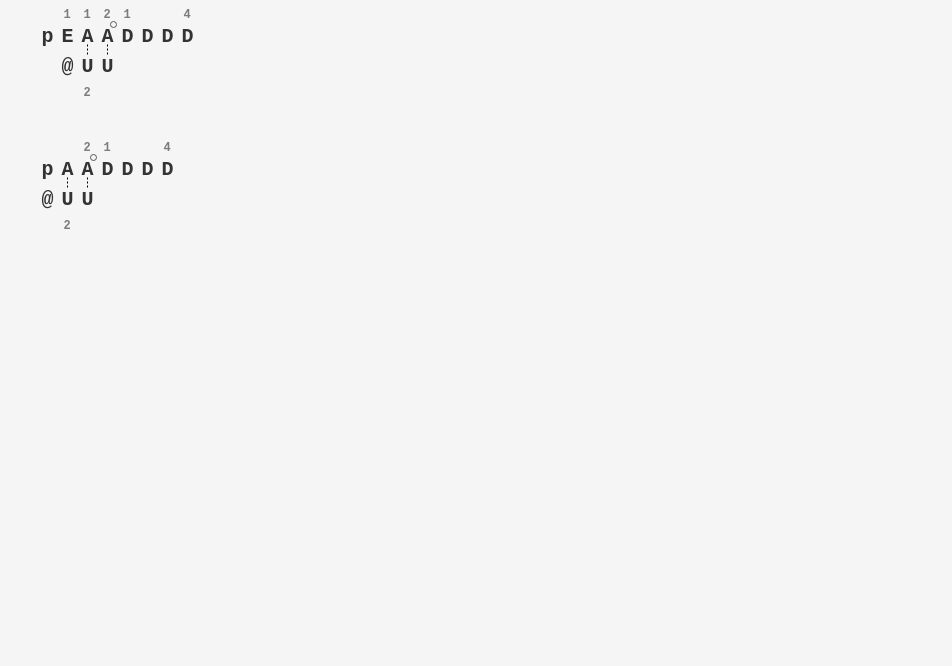 1 1 2 1 4
p E A A D D D D
@ U U
2
2 1 4
p A A D D D D
@ U U
2